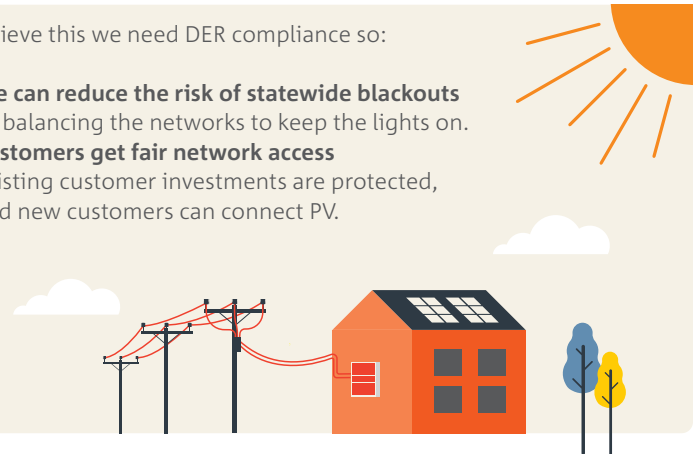 ieve this we need DER compliance so:
e can reduce the risk of statewide blackouts
balancing the networks to keep the lights on.
stomers get fair network access
isting customer investments are protected,
d new customers can connect PV.